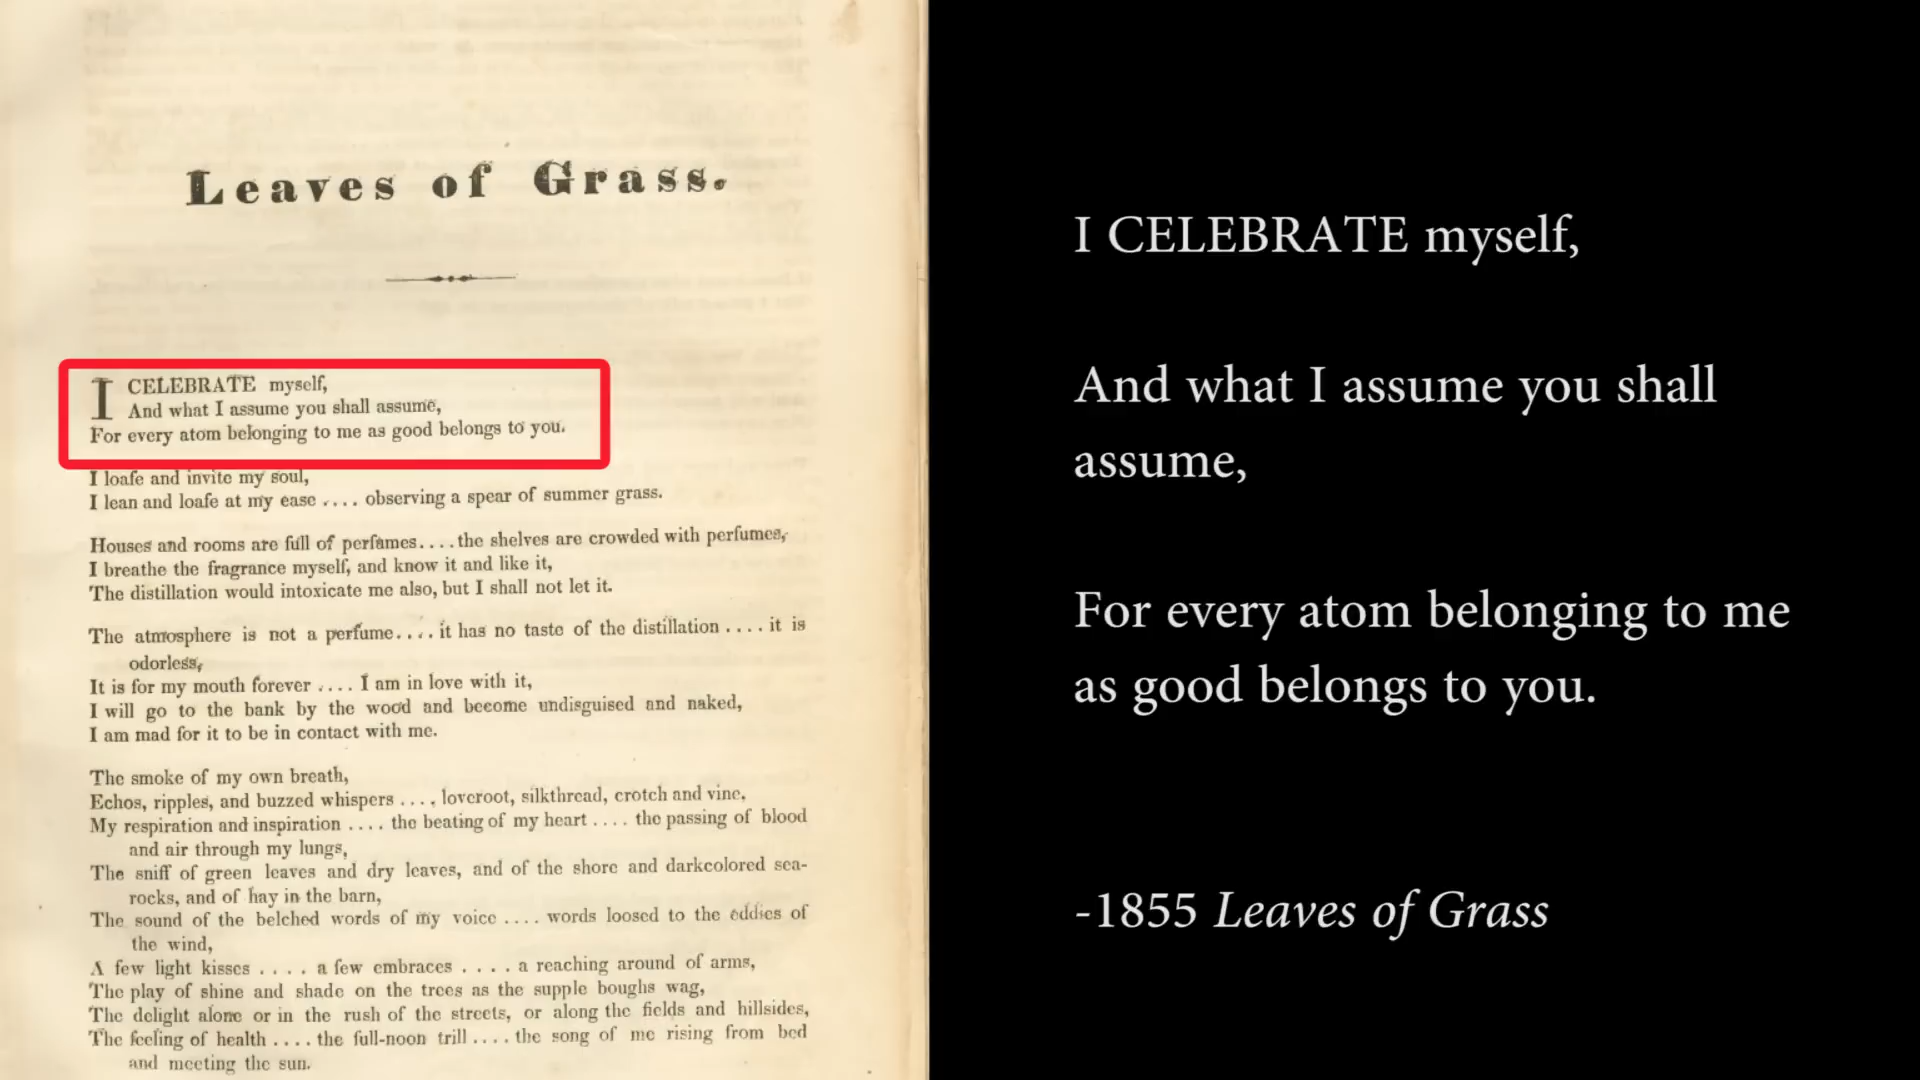 Leaves of Grass.
I CELEBRATE myself,
And what I assume you shall assume,
For every atom belonging to me as good belongs to you.
I loafe and invite my soul,
I lean and loafe at my ease .... observing a spear of summer grass.
Houses and rooms are full of perfumes....the shelves are crowded with perfumes,
I breathe the fragrance myself, and know it and like it,
The distillation would intoxicate me also, but I shall not let it.
The atmosphere is not a perfume....it has no taste of the distillation....it is
odorless,
It is for my mouth forever .... I am in love with it,
I will go to the bank by the wood and become undisguised and naked,
I am mad for it to be in contact with me.
The smoke of my own breath,
Echos, ripples, and buzzed whispers .... loveroot, silkthread, crotch and vine,
My respiration and inspiration .... the beating of my heart .... the passing of blood
and air through my lungs,
The sniff of green leaves and dry leaves, and of the shore and darkcolored sea-
rocks, and of hay in the barn,
The sound of the belched words of my voice .... words loosed to the eddies of
the wind,
A few light kisses .... a few embraces .... a reaching around of arms,
The play of shine and shade on the trees as the supple boughs wag,
The delight alone or in the rush of the streets, or along the fields and hillsides,
The feeling of health .... the full-noon trill .... the song of me rising from bed
and meeting the sun.
I CELEBRATE myself,
And what I assume you shall
assume,
For every atom belonging to me
as good belongs to you.
-1855 Leaves of Grass